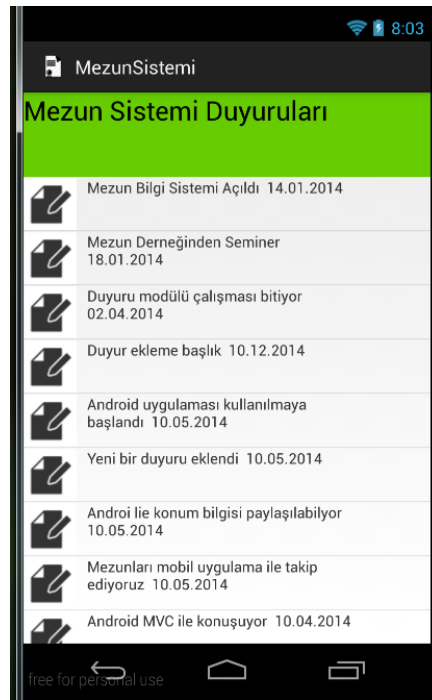 8:03
MezunSistemi
Mezun Sistemi Duyuruları
Mezun Bilgi Sistemi Açıldı 14.01.2014
Mezun Derneğinden Seminer
18.01.2014
Duyuru modülü çalışması bitiyor
02.04.2014
Duyur ekleme başlık 10.12.2014
Android uygulaması kullanılmaya
başlandı 10.05.2014
Yeni bir duyuru eklendi 10.05.2014
Androi lie konum bilgisi paylaşılabilyor
10.05.2014
Mezunları mobil uygulama ile takip
ediyoruz 10.05.2014
Android MVC ile konuşuyor 10.04.2014
free for personal use